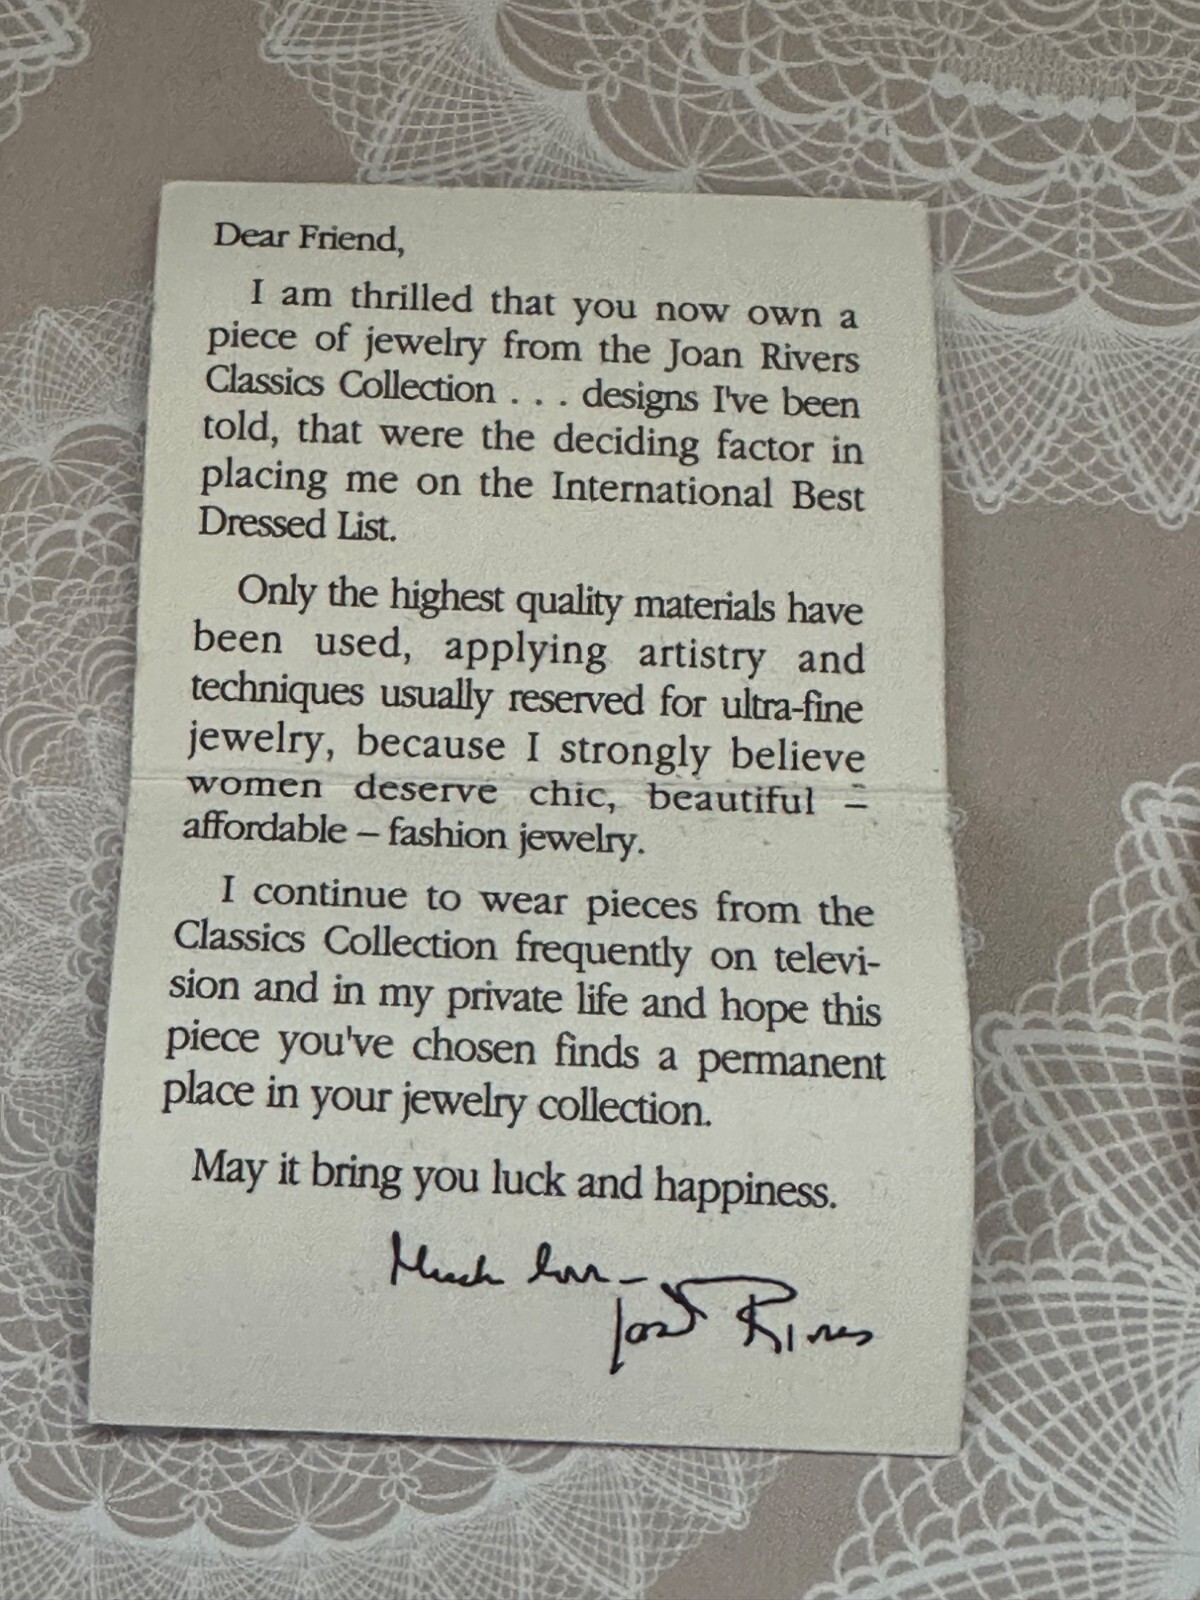 Dear Friend,
I am thrilled that you now own a
piece of jewelry from the Joan Rivers
Classics Collection . . . designs I've been
told, that were the deciding factor in
placing me on the International Best
Dressed List.
Only the highest quality materials have
been used, applying artistry and
techniques usually reserved for ultra-fine
jewelry, because I strongly believe
women deserve chic, beautiful –
affordable – fashion jewelry.
I continue to wear pieces from the
Classics Collection frequently on televi-
sion and in my private life and hope this
piece you've chosen finds a permanent
place in your jewelry collection.
May it bring you luck and happiness.
Much love –
Joan Rivers